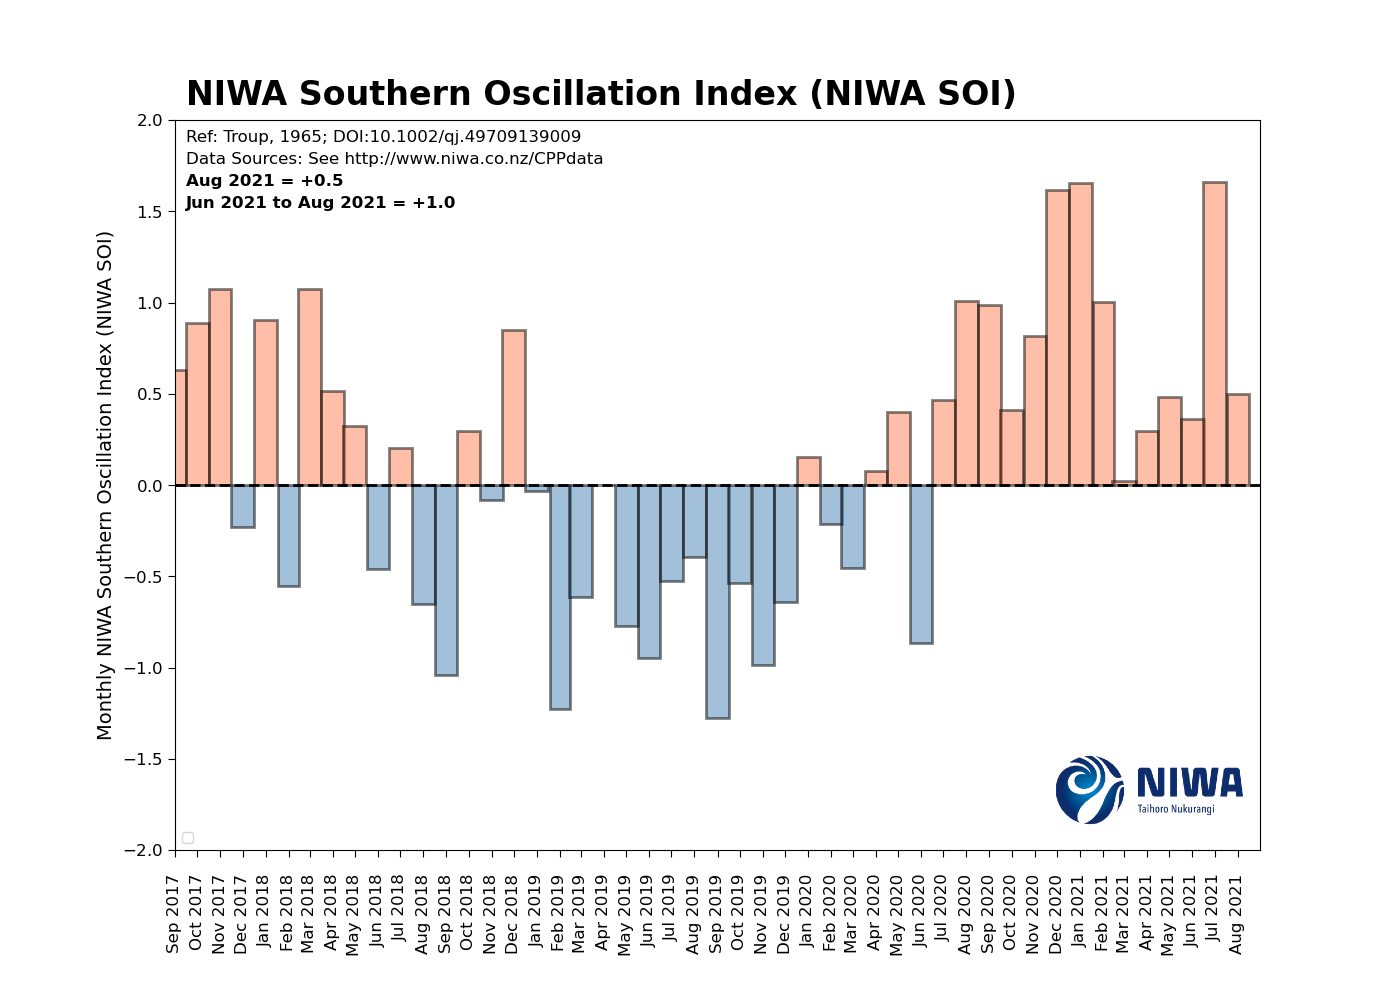 NIWA Southern Oscillation Index (NIWA SOI)
Ref: Troup, 1965; DOI:10.1002/qj.49709139009
Data Sources: See http://www.niwa.co.nz/CPPdata
Aug 2021 = +0.5
Jun 2021 to Aug 2021 = +1.0
Monthly NIWA Southern Oscillation Index (NIWA SOI)
2.0
1.5
1.0
0.5
0.0
−0.5
−1.0
−1.5
−2.0
NIWA
Taihoro Nukurangi
Sep 2017
Oct 2017
Nov 2017
Dec 2017
Jan 2018
Feb 2018
Mar 2018
Apr 2018
May 2018
Jun 2018
Jul 2018
Aug 2018
Sep 2018
Oct 2018
Nov 2018
Dec 2018
Jan 2019
Feb 2019
Mar 2019
Apr 2019
May 2019
Jun 2019
Jul 2019
Aug 2019
Sep 2019
Oct 2019
Nov 2019
Dec 2019
Jan 2020
Feb 2020
Mar 2020
Apr 2020
May 2020
Jun 2020
Jul 2020
Aug 2020
Sep 2020
Oct 2020
Nov 2020
Dec 2020
Jan 2021
Feb 2021
Mar 2021
Apr 2021
May 2021
Jun 2021
Jul 2021
Aug 2021